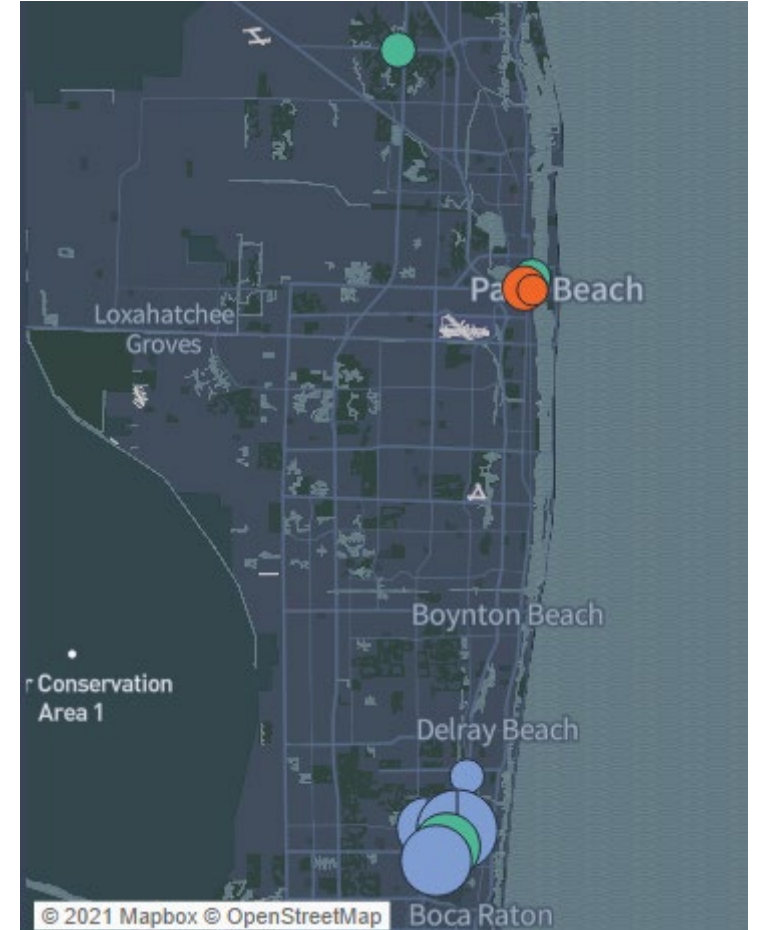 Pa Beach
Loxahatchee
Groves
Boynton Beach
r Conservation
Area 1
Delray Beach
© 2021 Mapbox © OpenStreetMap
Boca Raton